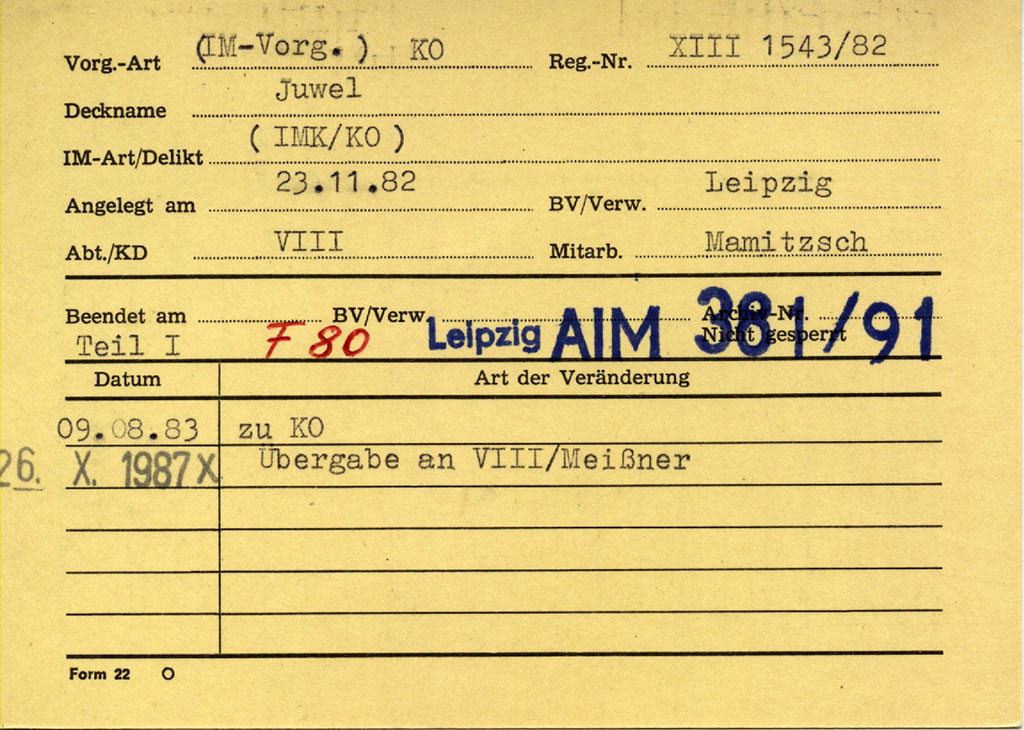 Vorg.-Art (IM-Vorg.) KO Reg.-Nr. XIII 1543/82
Deckname Juwel
IM-Art/Delikt (IMK/KO)
Angelegt am 23.11.82 BV/Verw. Leipzig
Abt./KD VIII Mitarb. Mamitzsch
Beendet am BV/Verw. Archiv-Nr.
Teil I F 80 Leipzig AIM 381/91 Nicht gesperrt
Datum Art der Veränderung
09.08.83 zu KO
26. X. 1987 X Übergabe an VIII/Meißner
Form 22 O